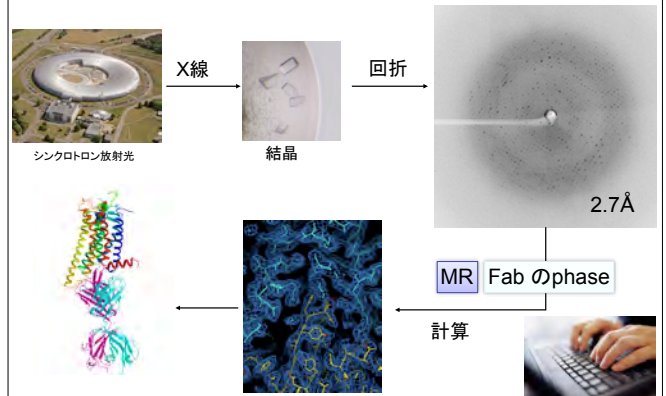 X線
回折
シンクロトロン放射光
結晶
2.7Å
MR Fab のphase
計算